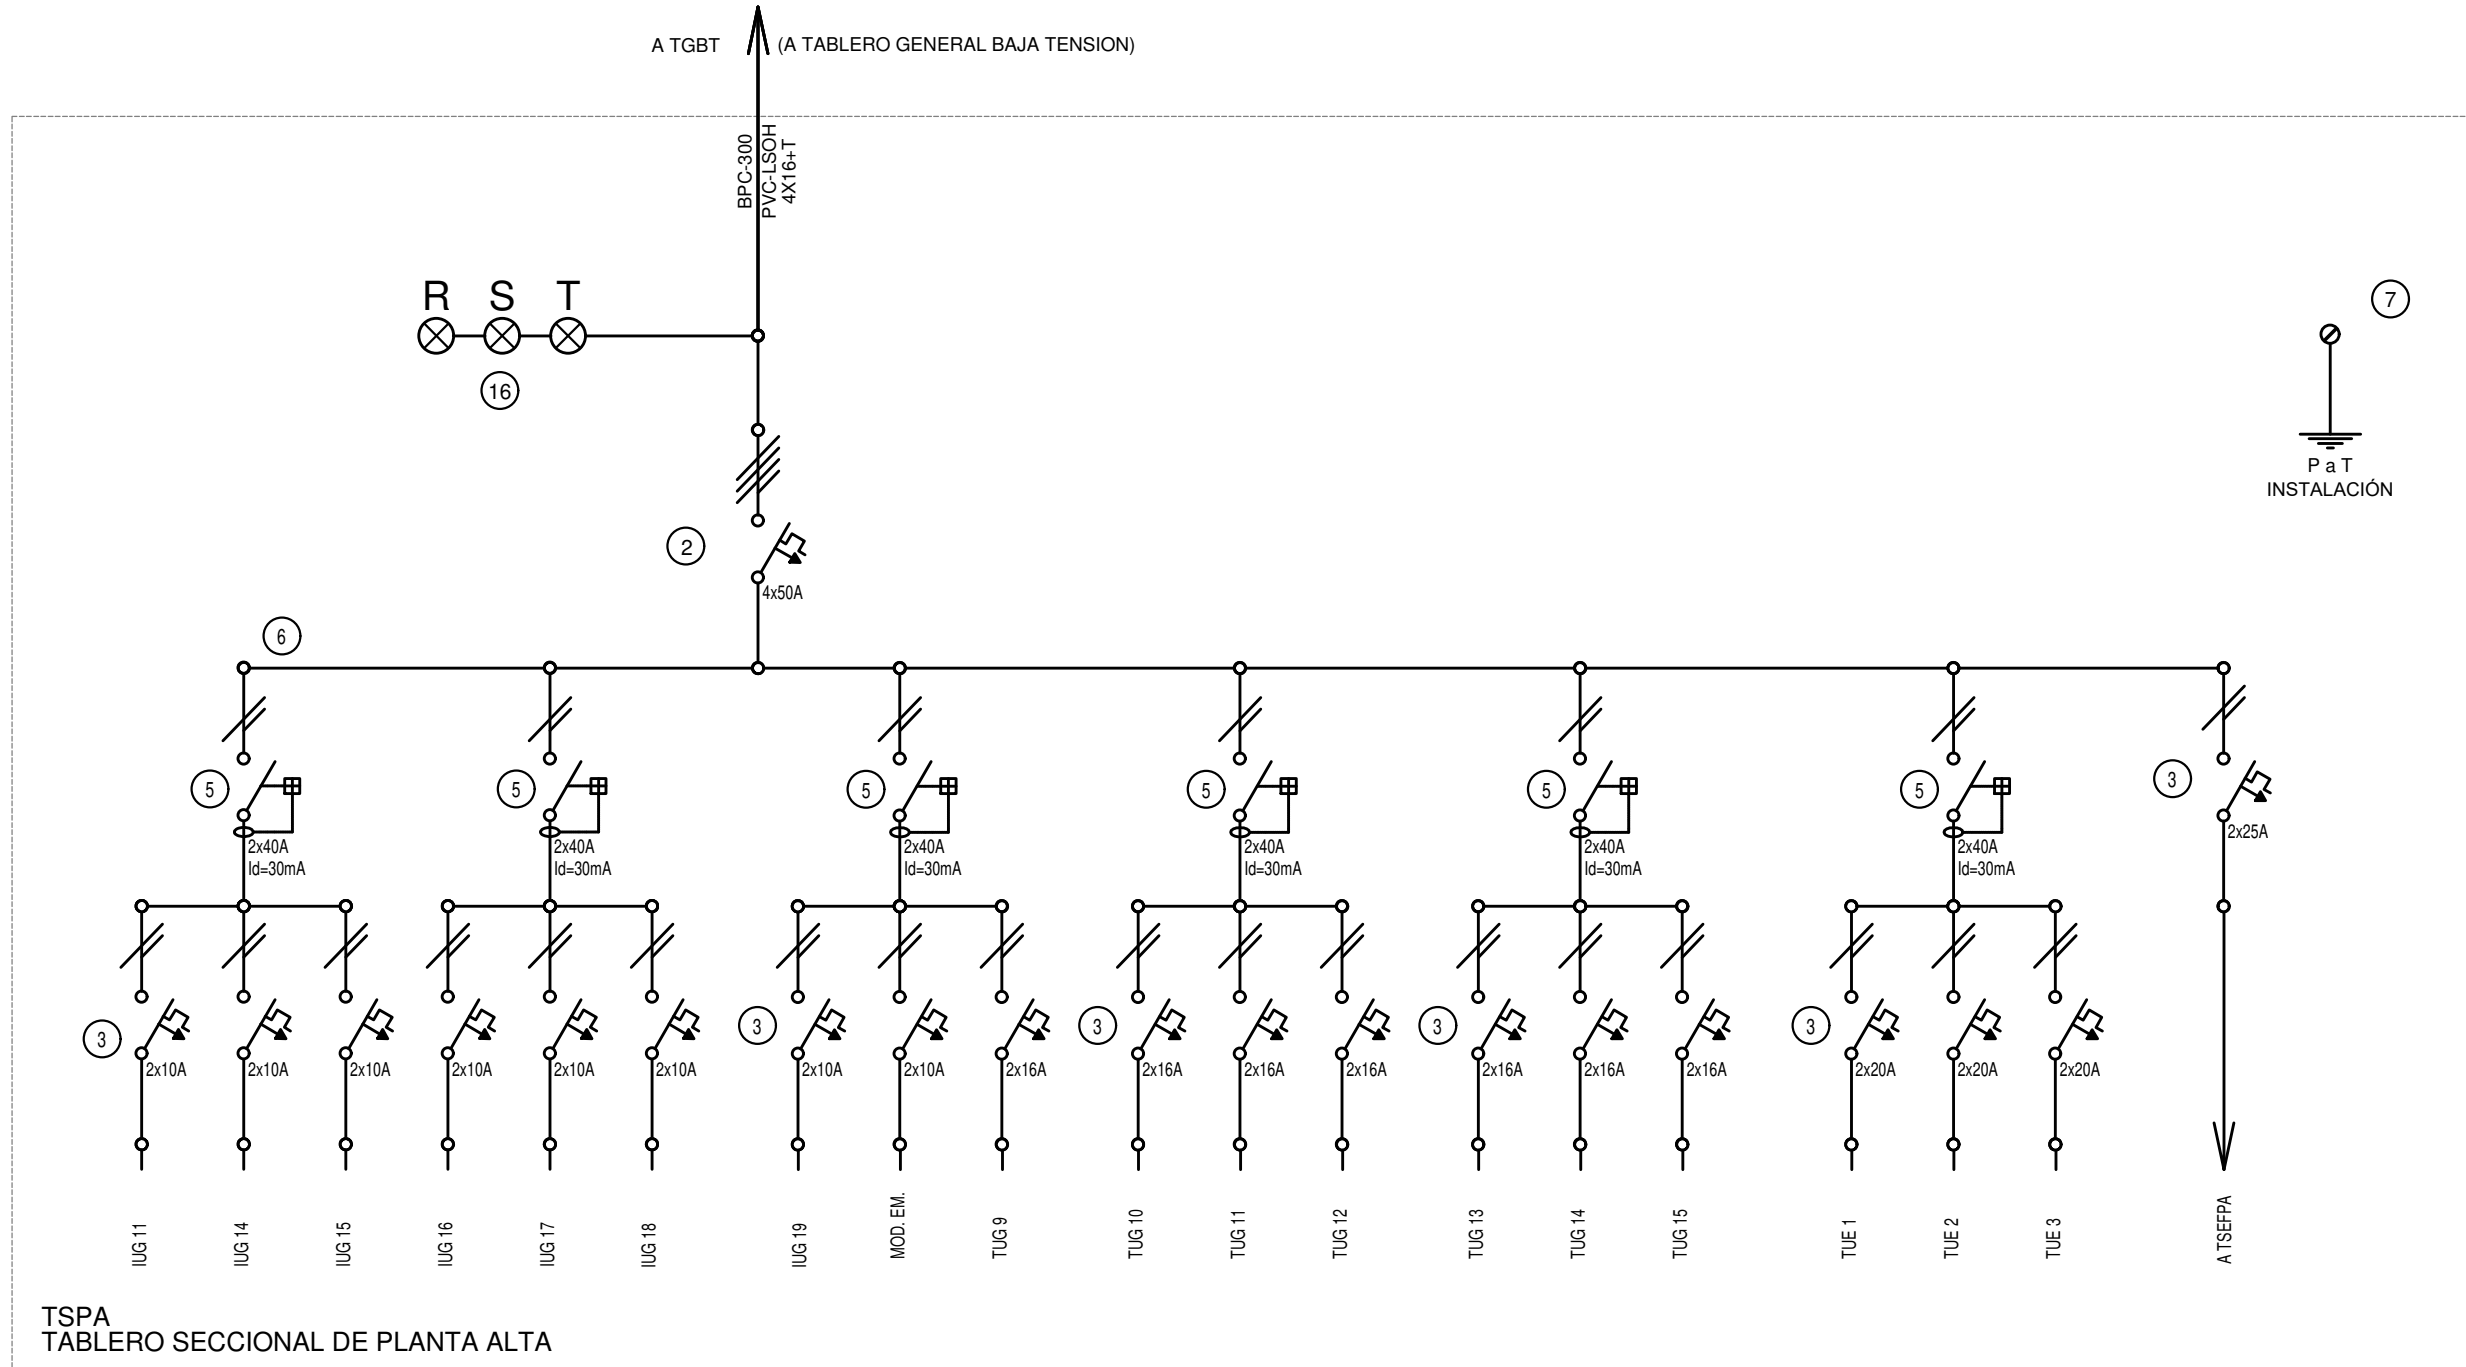 A TGBT
(A TABLERO GENERAL BAJA TENSION)
BPC-300
PVC-LSOH
4X16+T
R S T
16
7
P a T
INSTALACIÓN
2
4x50A
6
5
5
5
5
5
5
3
2x40A
Id=30mA
2x40A
Id=30mA
2x40A
Id=30mA
2x40A
Id=30mA
2x40A
Id=30mA
2x40A
Id=30mA
2x25A
3
3
3
3
3
2x10A
2x10A
2x10A
2x10A
2x10A
2x10A
2x10A
2x10A
2x16A
2x16A
2x16A
2x16A
2x16A
2x16A
2x16A
2x20A
2x20A
2x20A
IUG 11
IUG 14
IUG 15
IUG 16
IUG 17
IUG 18
IUG 19
MOD. EM.
TUG 9
TUG 10
TUG 11
TUG 12
TUG 13
TUG 14
TUG 15
TUE 1
TUE 2
TUE 3
A TSEFPA
TSPA
TABLERO SECCIONAL DE PLANTA ALTA